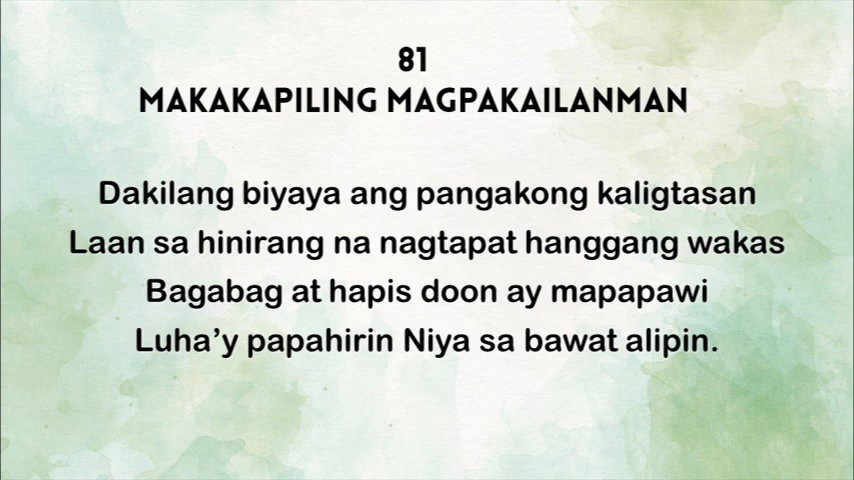 81
MAKAKAPILING MAGPAKAILANMAN
Dakilang biyaya ang pangakong kaligtasan
Laan sa hinirang na nagtapat hanggang wakas
Bagabag at hapis doon ay mapapawi
Luha’y papahirin Niya sa bawat alipin.